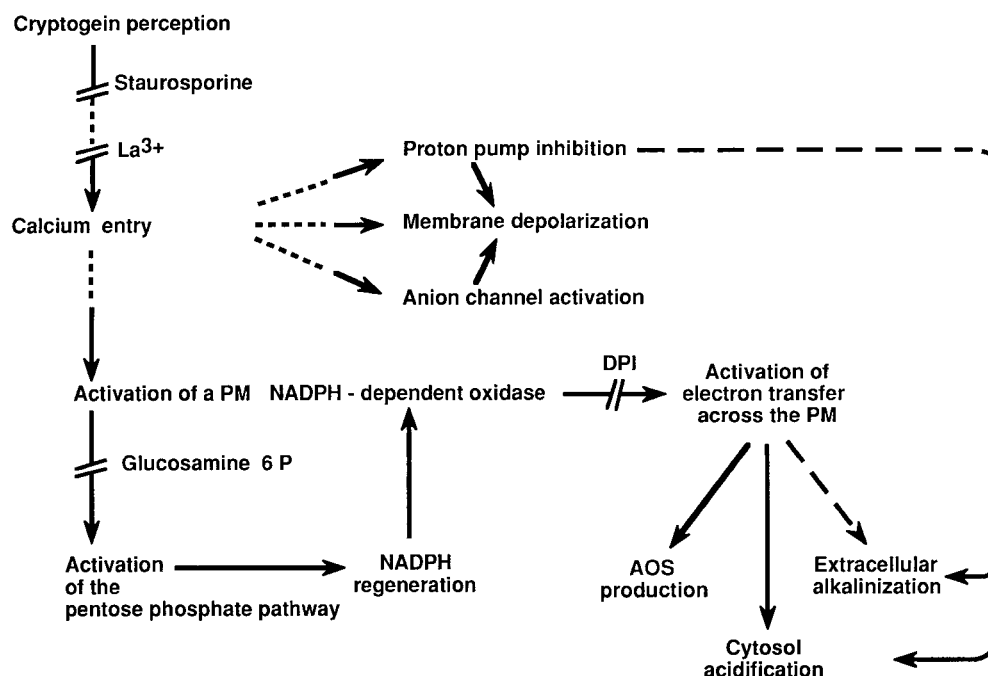 Cryptogein perception
Staurosporine
La3+
Proton pump inhibition
Calcium entry
Membrane depolarization
Anion channel activation
DPI
Activation of a PM NADPH - dependent oxidase
Activation of
electron transfer
across the PM
Glucosamine 6 P
Activation
of the
pentose phosphate pathway
NADPH
regeneration
AOS
production
Extracellular
alkalinization
Cytosol
acidification